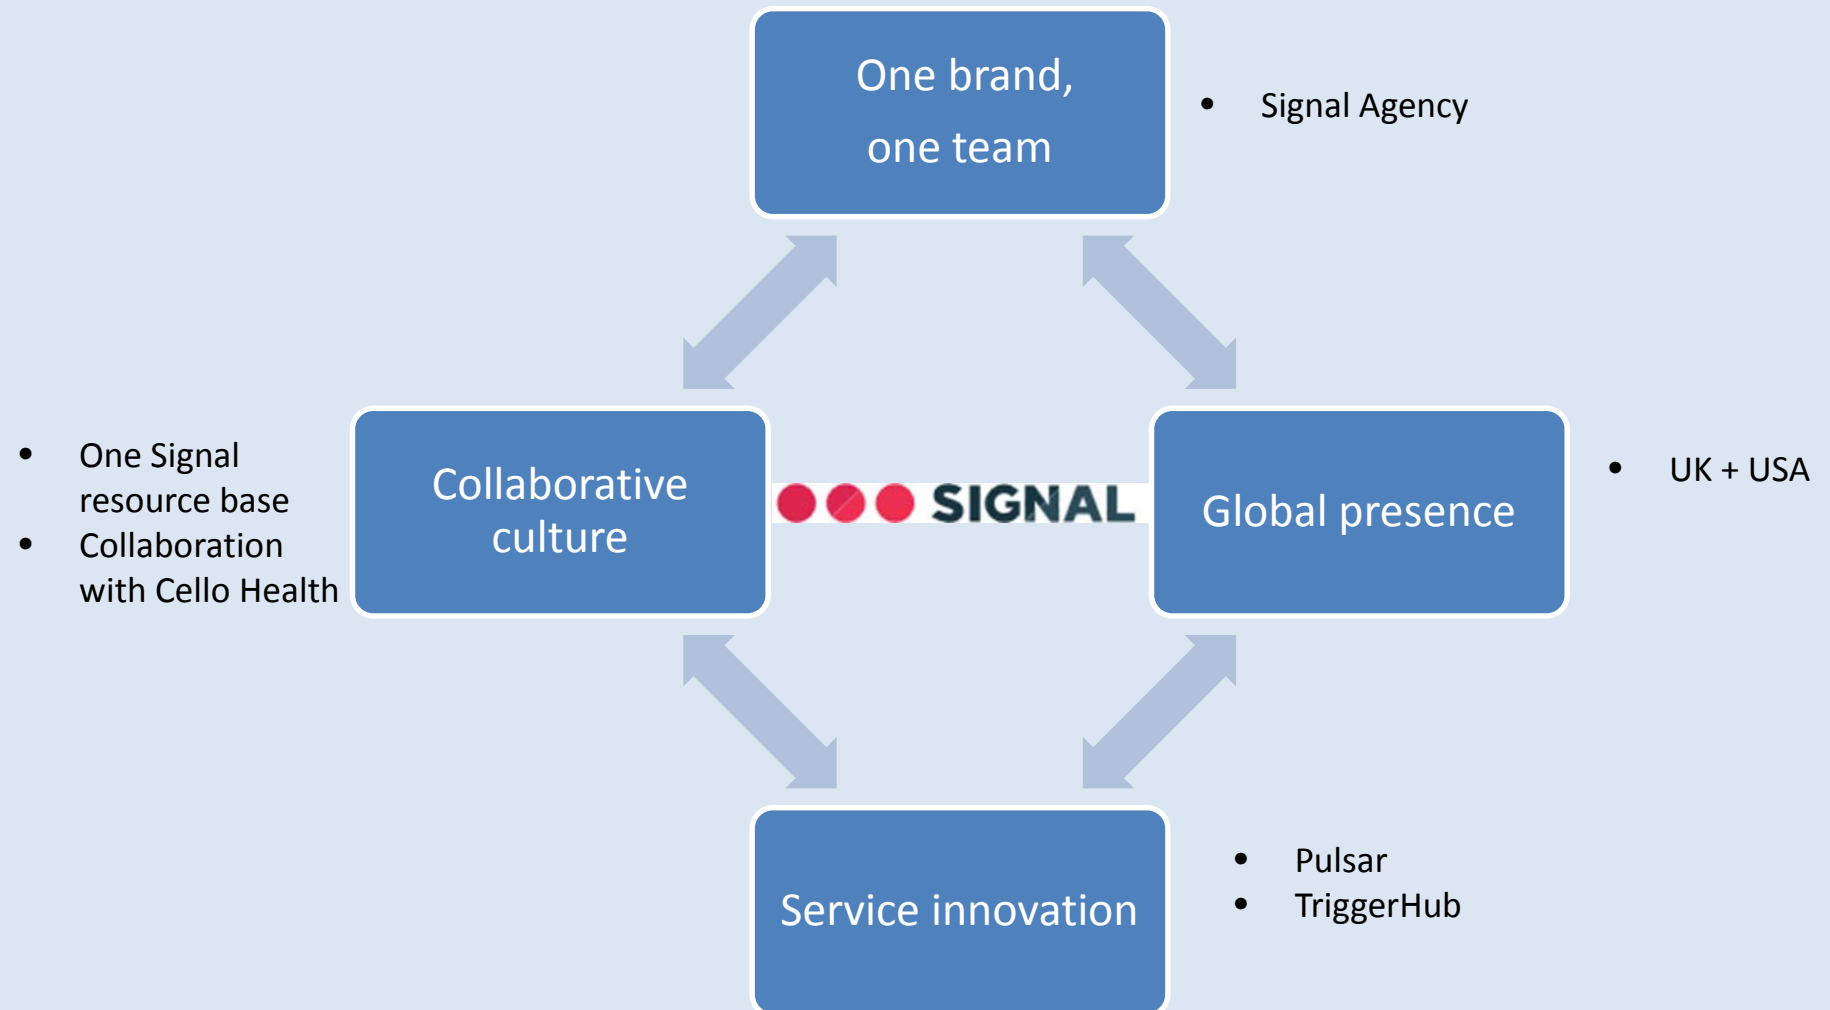 One brand,
one team
• Signal Agency
• One Signal
resource base
• Collaboration
with Cello Health
Collaborative
culture
SIGNAL
Global presence
• UK + USA
Service innovation
• Pulsar
• TriggerHub